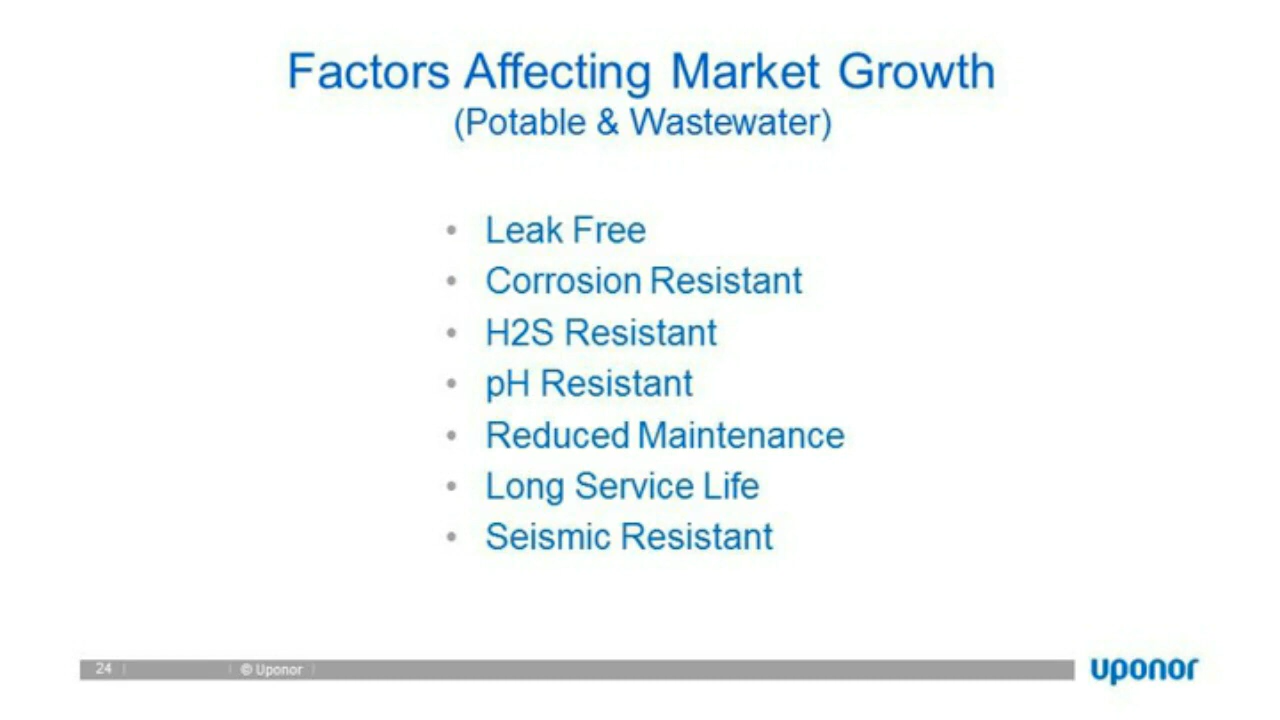 Factors Affecting Market Growth
(Potable & Wastewater)
• Leak Free
• Corrosion Resistant
• H2S Resistant
• pH Resistant
• Reduced Maintenance
• Long Service Life
• Seismic Resistant
24 | | © Uponor |
uponor